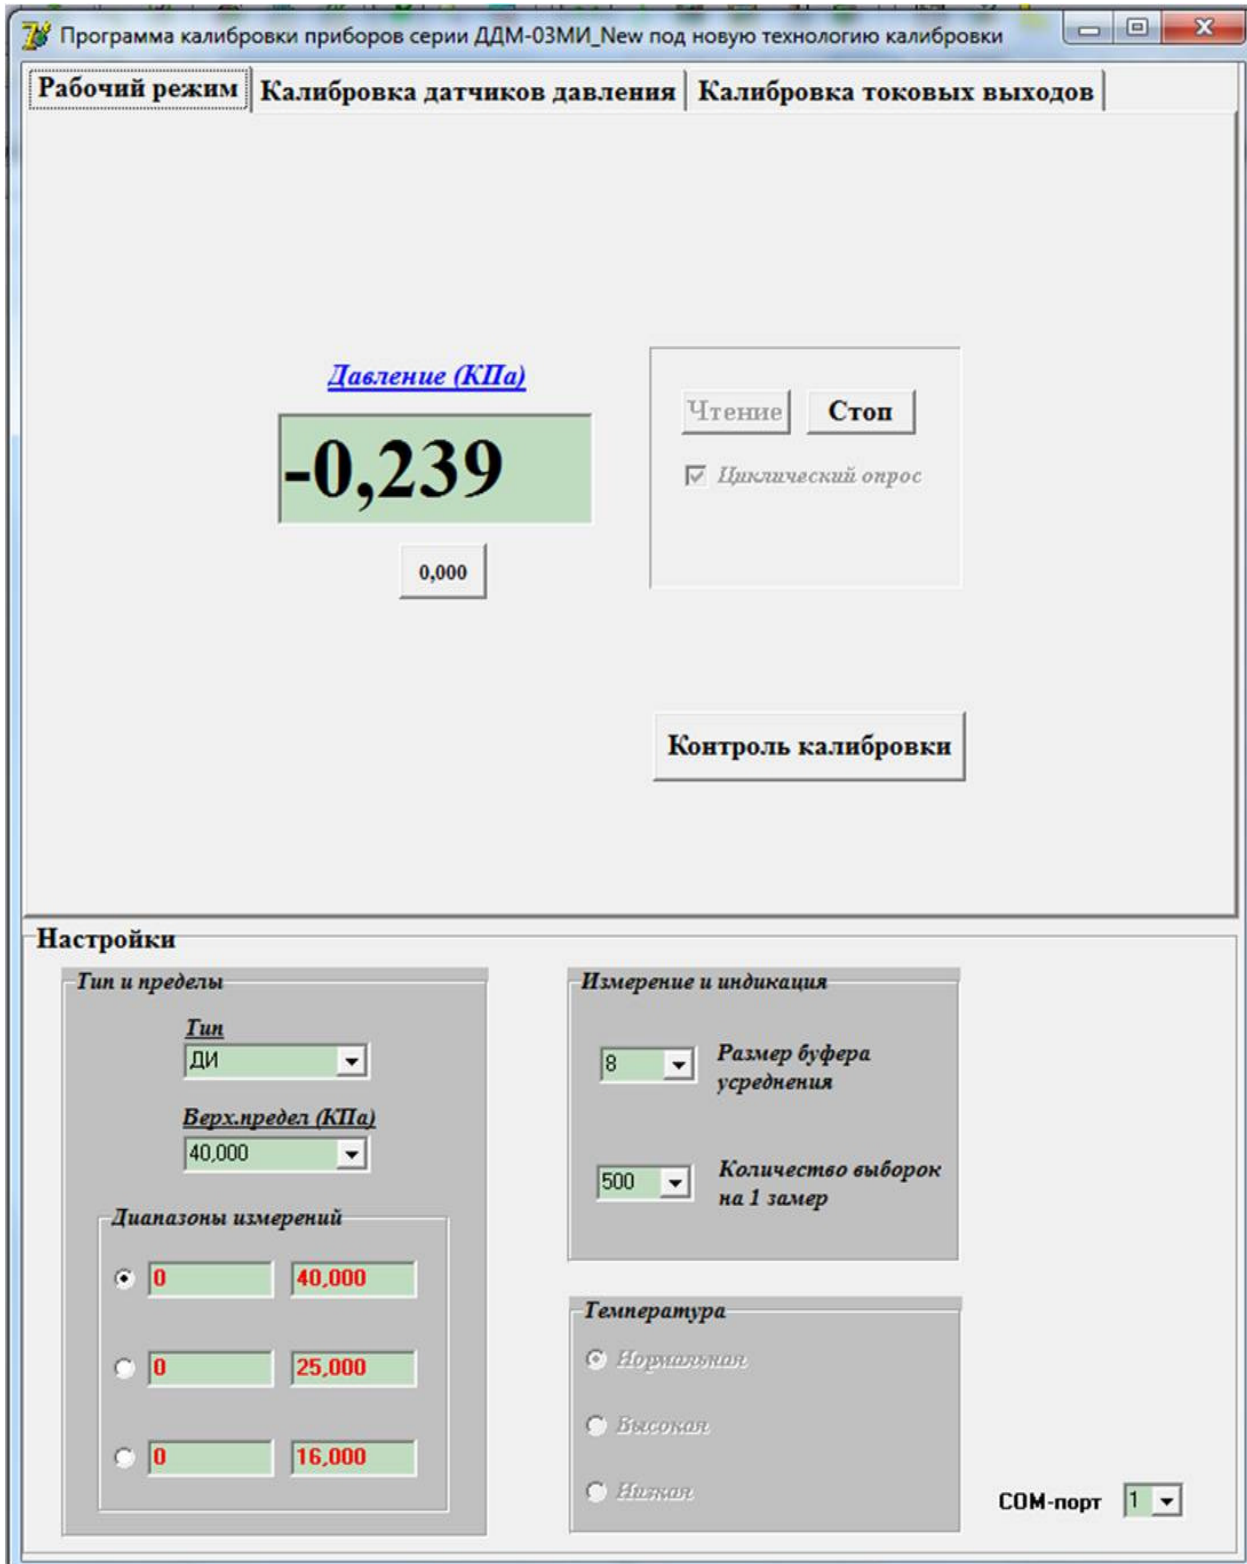 Программа калибровки приборов серии ДДМ-03МИ_New под новую технологию калибровки
Рабочий режим
Калибровка датчиков давления
Калибровка токовых выходов
Давление (КПа)
-0,239
0,000
Чтение
Стоп
Циклический опрос
Контроль калибровки
Настройки
Тип и пределы
Тип
ДИ
Верх.предел (КПа)
40,000
Диапазоны измерений
0 40,000
0 25,000
0 16,000
Измерение и индикация
8
Размер буфера
усреднения
500
Количество выборок
на 1 замер
Температура
Нормальная
Высокая
Низкая
COM-порт
1